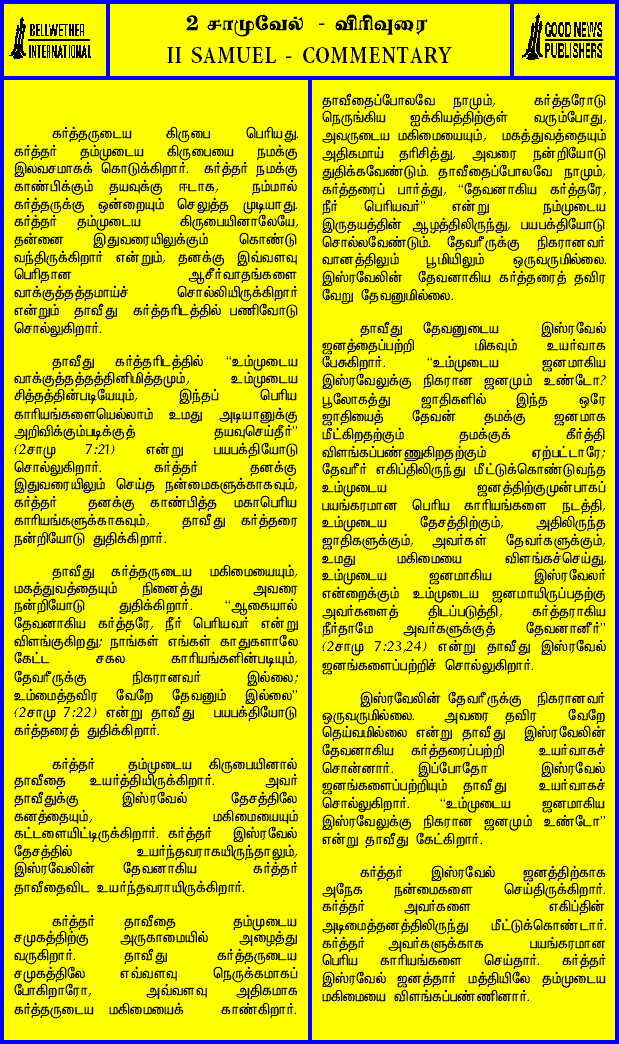 BELLWETHER
INTERNATIONAL
2 சாமுவேல் - விரிவுரை
II SAMUEL - COMMENTARY
GOOD NEWS
PUBLISHERS
கர்த்தருடைய கிருபை பெரியது.
கர்த்தர் தம்முடைய கிருபையை நமக்கு
இலவசமாகக் கொடுக்கிறார். கர்த்தர் நமக்கு
காண்பிக்கும் தயவுக்கு ஈடாக, நம்மால்
கர்த்தருக்கு ஒன்றையும் செலுத்த முடியாது.
கர்த்தர் தம்முடைய கிருபையினாலேயே,
தன்னை இதுவரையிலுக்கும் கொண்டு
வந்திருக்கிறார் என்றும், தனக்கு இவ்வளவு
பெரிதான ஆசீர்வாதங்களை
வாக்குத்தத்தமாய்ச் சொல்லியிருக்கிறார்
என்றும் தாவீது கர்த்தரிடத்தில் பணிவோடு
சொல்லுகிறார்.
தாவீது கர்த்தரிடத்தில் “உம்முடைய
வாக்குத்தத்தத்தினிமித்தமும், உம்முடைய
சித்தத்தின்படியேயும், இந்தப் பெரிய
காரியங்களையெல்லாம் உமது அடியானுக்கு
அறிவிக்கும்படிக்குத் தயவுசெய்தீர்”
(2சாமு 7:21) என்று பயபக்தியோடு
சொல்லுகிறார். கர்த்தர் தனக்கு
இதுவரையிலும் செய்த நன்மைகளுக்காகவும்,
கர்த்தர் தனக்கு காண்பித்த மகாபெரிய
காரியங்களுக்காகவும், தாவீது கர்த்தரை
நன்றியோடு துதிக்கிறார்.
தாவீது கர்த்தருடைய மகிமையையும்,
மகத்துவத்தையும் நினைத்து அவரை
நன்றியோடு துதிக்கிறார். “ஆகையால்
தேவனாகிய கர்த்தரே, நீர் பெரியவர் என்று
விளங்குகிறது; நாங்கள் எங்கள் காதுகளாலே
கேட்ட சகல காரியங்களின்படியும்,
தேவரீருக்கு நிகரானவர் இல்லை;
உம்மைத்தவிர வேறே தேவனும் இல்லை”
(2சாமு 7:22) என்று தாவீது பயபக்தியோடு
கர்த்தரைத் துதிக்கிறார்.
கர்த்தர் தம்முடைய கிருபையினால்
தாவீதை உயர்த்தியிருக்கிறார். அவர்
தாவீதுக்கு இஸ்ரவேல் தேசத்திலே
கனத்தையும், மகிமையையும்
கட்டளையிட்டிருக்கிறார். கர்த்தர் இஸ்ரவேல்
தேசத்தில் உயர்ந்தவராகயிருந்தாலும்,
இஸ்ரவேலின் தேவனாகிய கர்த்தர்
தாவீதைவிட உயர்ந்தவராயிருக்கிறார்.
கர்த்தர் தாவீதை தம்முடைய
சமுகத்திற்கு அருகாமையில் அழைத்து
வருகிறார். தாவீது கர்த்தருடைய
சமுகத்திலே எவ்வளவு நெருக்கமாகப்
போகிறாரோ, அவ்வளவு அதிகமாக
கர்த்தருடைய மகிமையைக் காண்கிறார்.
தாவீதைப்போலவே நாமும், கர்த்தரோடு
நெருங்கிய ஐக்கியத்திற்குள் வரும்போது,
அவருடைய மகிமையையும், மகத்துவத்தையும்
அதிகமாய் தரிசித்து, அவரை நன்றியோடு
துதிக்கவேண்டும். தாவீதைப்போலவே நாமும்,
கர்த்தரைப் பார்த்து, “தேவனாகிய கர்த்தரே,
நீர் பெரியவர்” என்று நம்முடைய
இருதயத்தின் ஆழத்திலிருந்து, பயபக்தியோடு
சொல்லவேண்டும். தேவரீருக்கு நிகரானவர்
வானத்திலும் பூமியிலும் ஒருவருமில்லை.
இஸ்ரவேலின் தேவனாகிய கர்த்தரைத் தவிர
வேறு தேவனுமில்லை.
தாவீது தேவனுடைய இஸ்ரவேல்
ஜனத்தைப்பற்றி மிகவும் உயர்வாக
பேசுகிறார். “உம்முடைய ஜனமாகிய
இஸ்ரவேலுக்கு நிகரான ஜனமும் உண்டோ?
பூலோகத்து ஜாதிகளில் இந்த ஒரே
ஜாதியைத் தேவன் தமக்கு ஜனமாக
மீட்கிறதற்கும் தமக்குக் கீர்த்தி
விளங்கப்பண்ணுகிறதற்கும் ஏற்பட்டாரே;
தேவரீர் எகிப்திலிருந்து மீட்டுக்கொண்டுவந்த
உம்முடைய ஜனத்திற்குமுன்பாகப்
பயங்கரமான பெரிய காரியங்களை நடத்தி,
உம்முடைய தேசத்திற்கும், அதிலிருந்த
ஜாதிகளுக்கும், அவர்கள் தேவர்களுக்கும்,
உமது மகிமையை விளங்கச்செய்து,
உம்முடைய ஜனமாகிய இஸ்ரவேலர்
என்றைக்கும் உம்முடைய ஜனமாயிருப்பதற்கு
அவர்களைத் திடப்படுத்தி, கர்த்தராகிய
நீர்தாமே அவர்களுக்குத் தேவனானீர்”
(2சாமு 7:23,24) என்று தாவீது இஸ்ரவேல்
ஜனங்களைப்பற்றிச் சொல்லுகிறார்.
இஸ்ரவேலின் தேவரீருக்கு நிகரானவர்
ஒருவருமில்லை. அவரை தவிர வேறே
தெய்வமில்லை என்று தாவீது இஸ்ரவேலின்
தேவனாகிய கர்த்தரைப்பற்றி உயர்வாகச்
சொன்னார். இப்போதோ இஸ்ரவேல்
ஜனங்களைப்பற்றியும் தாவீது உயர்வாகச்
சொல்லுகிறார். “உம்முடைய ஜனமாகிய
இஸ்ரவேலுக்கு நிகரான ஜனமும் உண்டோ”
என்று தாவீது கேட்கிறார்.
கர்த்தர் இஸ்ரவேல் ஜனத்திற்காக
அநேக நன்மைகளை செய்திருக்கிறார்.
கர்த்தர் அவர்களை எகிப்தின்
அடிமைத்தனத்திலிருந்து மீட்டுக்கொண்டார்.
கர்த்தர் அவர்களுக்காக பயங்கரமான
பெரிய காரியங்களை செய்தார். கர்த்தர்
இஸ்ரவேல் ஜனத்தார் மத்தியிலே தம்முடைய
மகிமையை விளங்கப்பண்ணினார்.